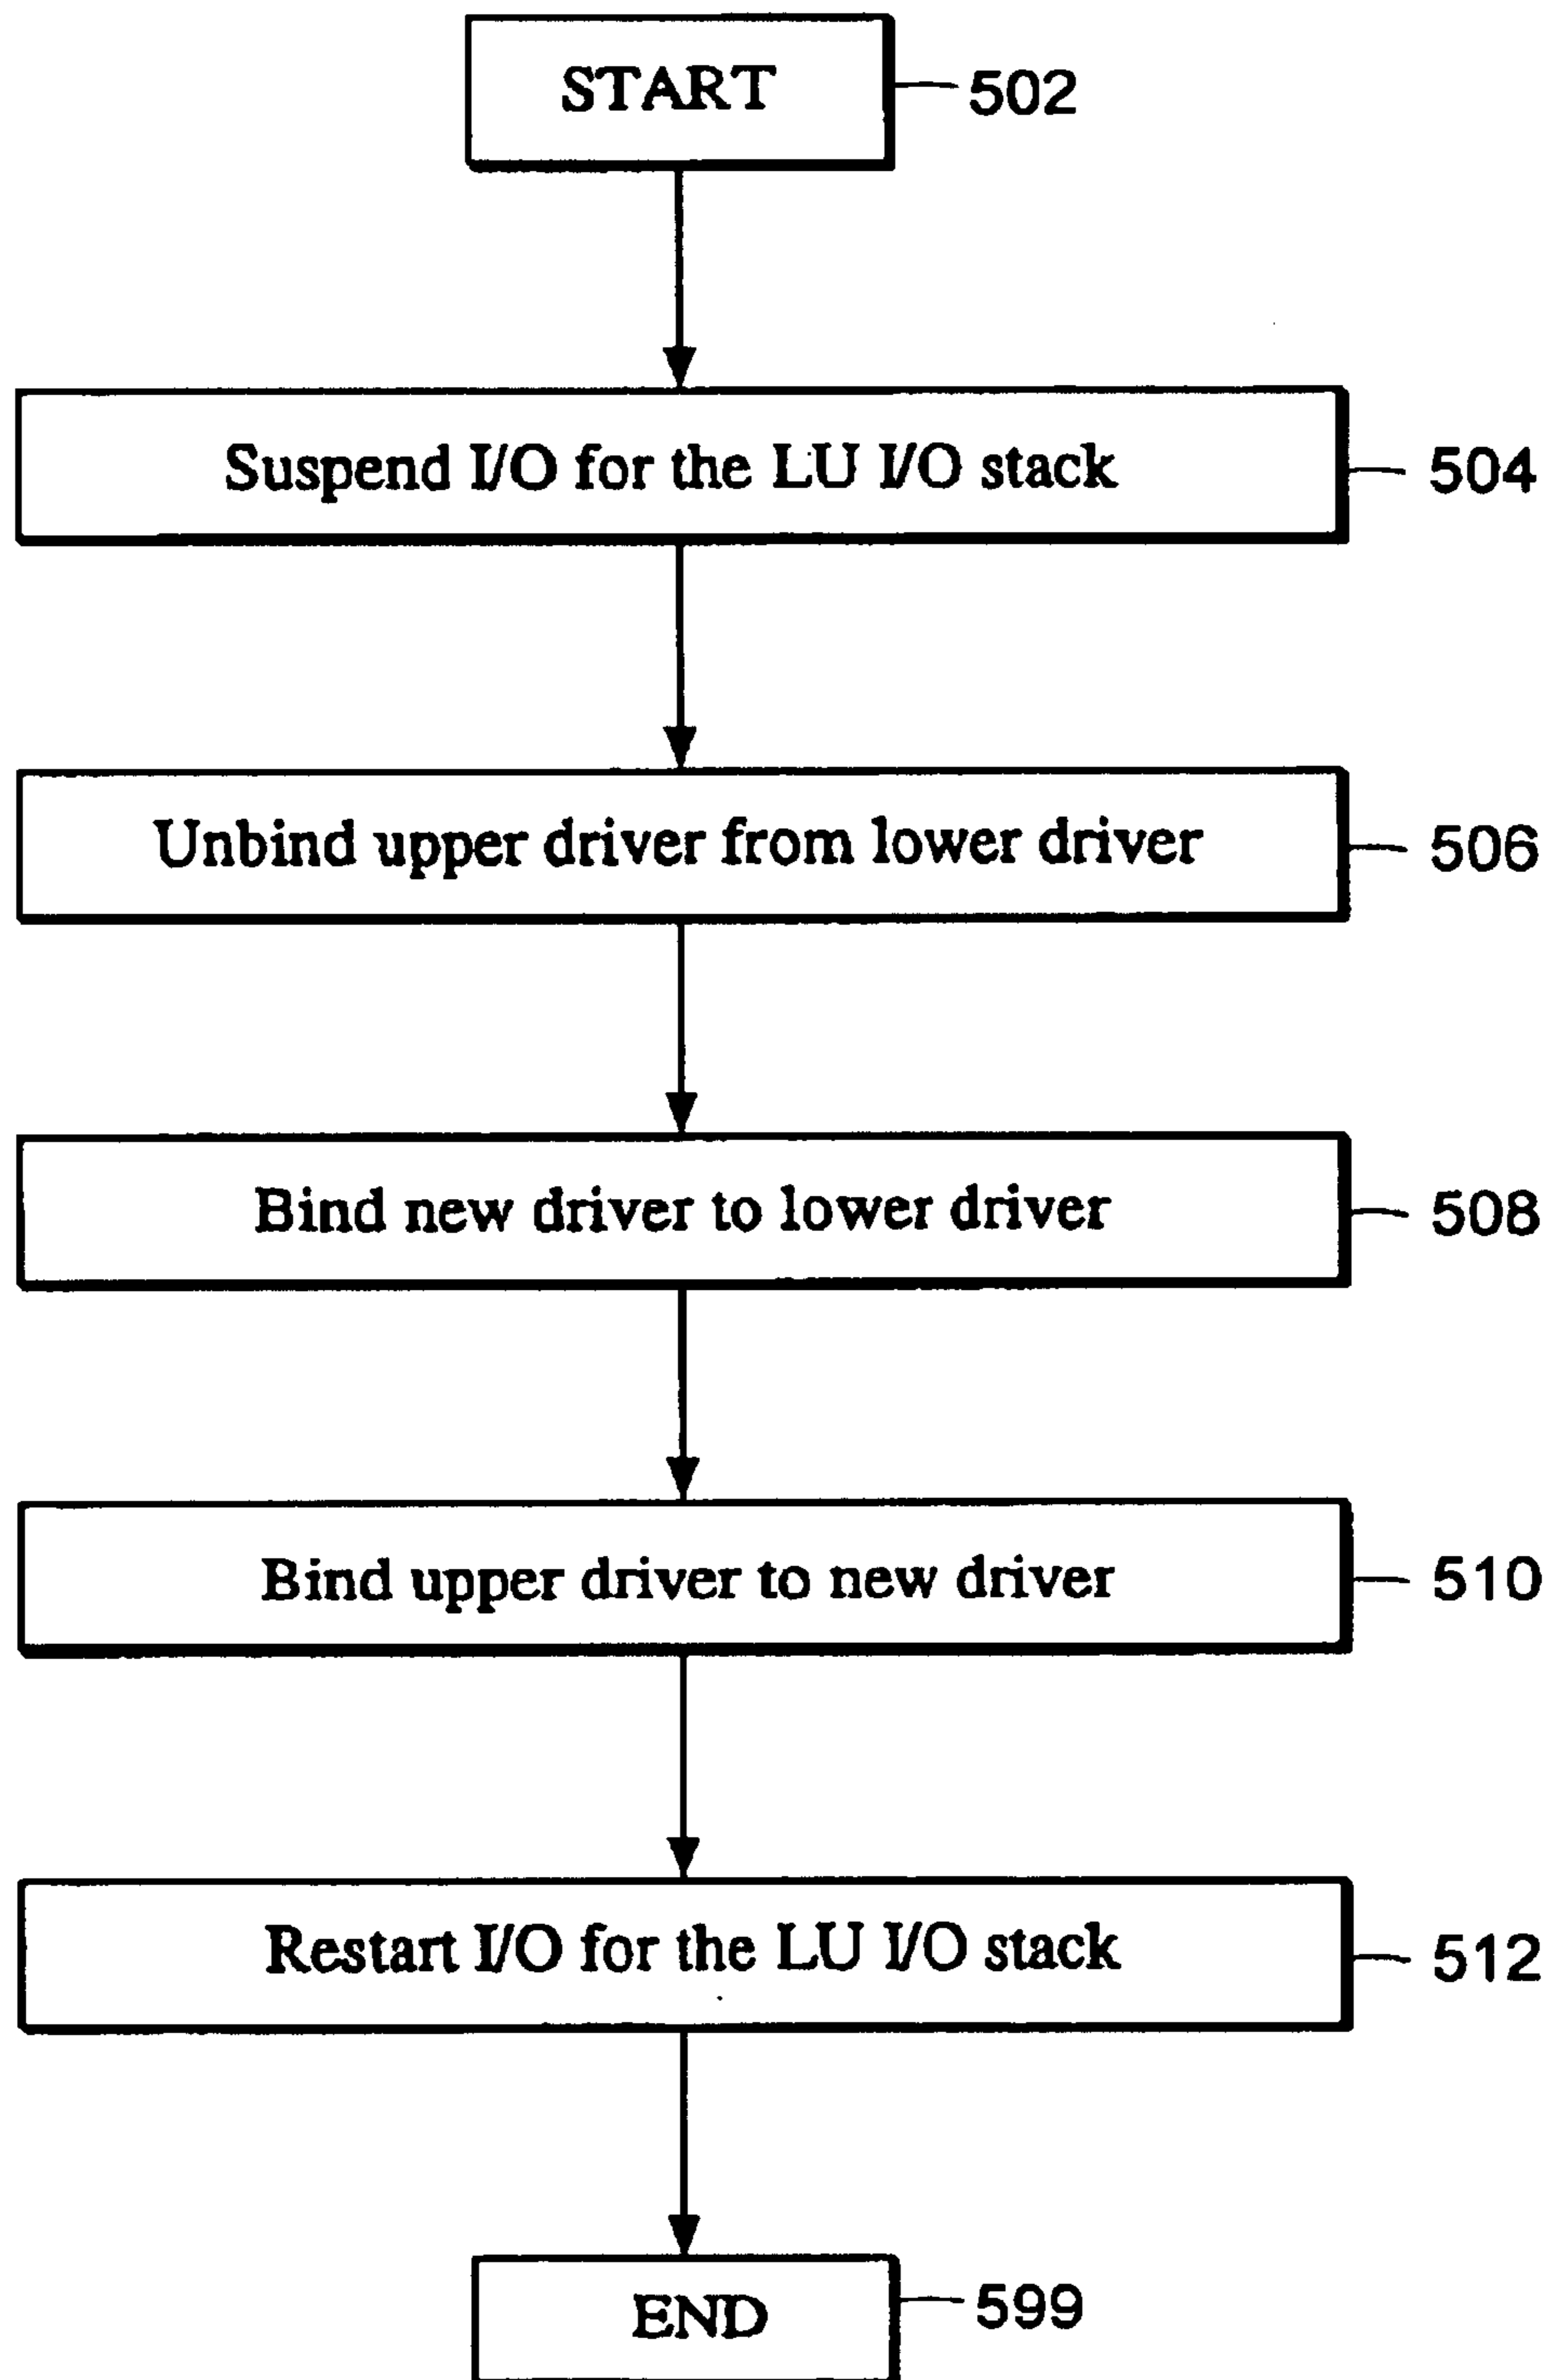 START
502
Suspend I/O for the LU I/O stack
504
Unbind upper driver from lower driver
506
Bind new driver to lower driver
508
Bind upper driver to new driver
510
Restart I/O for the LU I/O stack
512
END
599